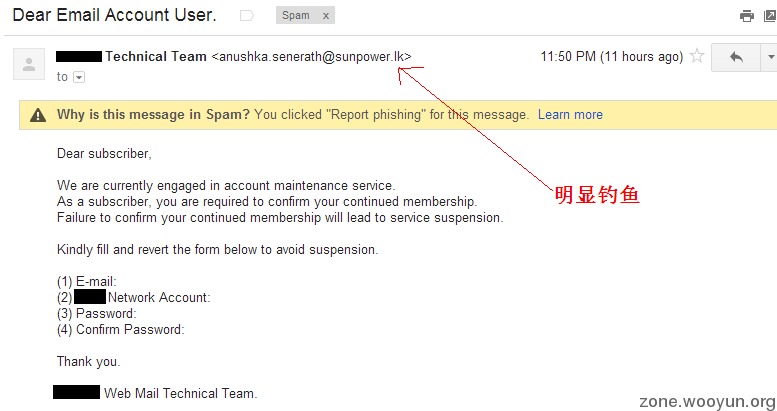 Dear Email Account User.
Spam x
Technical Team <anushka.senerath@sunpower.lk>
11:50 PM (11 hours ago)
to
Why is this message in Spam? You clicked "Report phishing" for this message. Learn more
Dear subscriber,
明显钓鱼
We are currently engaged in account maintenance service.
As a subscriber, you are required to confirm your continued membership.
Failure to confirm your continued membership will lead to service suspension.
Kindly fill and revert the form below to avoid suspension.
(1) E-mail:
(2) Network Account:
(3) Password:
(4) Confirm Password:
Thank you.
Web Mail Technical Team.
zone.wooyun.org